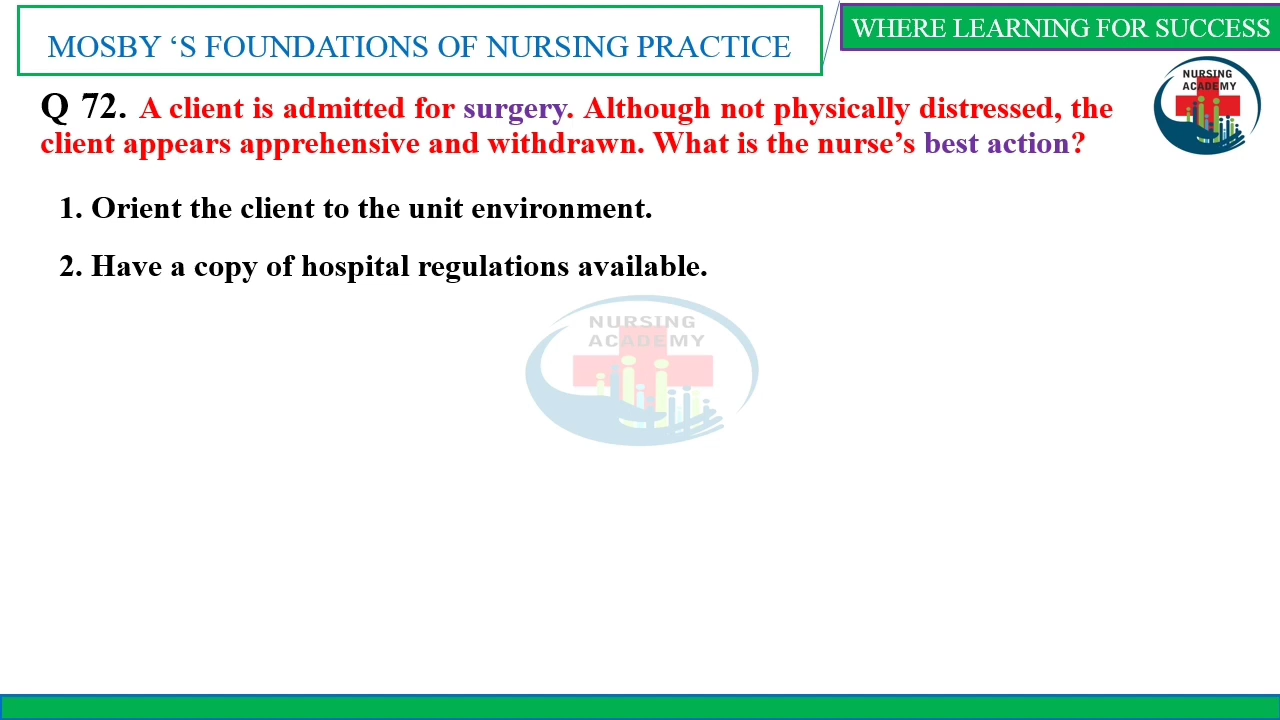 MOSBY ‘S FOUNDATIONS OF NURSING PRACTICE
WHERE LEARNING FOR SUCCESS
NURSING
ACADEMY
Q 72. A client is admitted for surgery. Although not physically distressed, the
client appears apprehensive and withdrawn. What is the nurse’s best action?
1. Orient the client to the unit environment.
2. Have a copy of hospital regulations available.
NURSING
ACADEMY